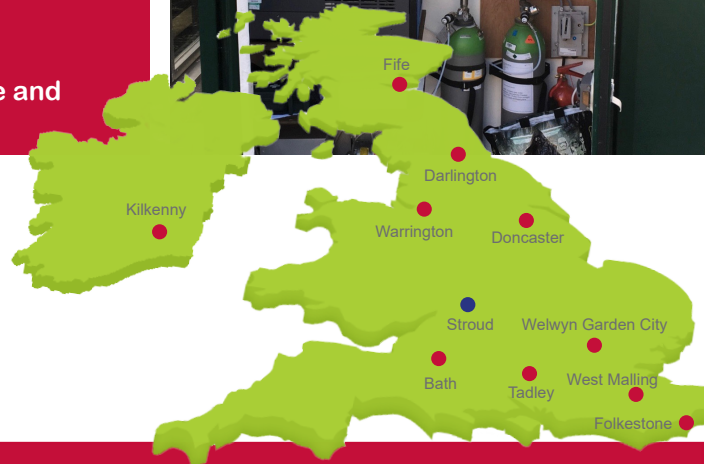 e and
Fife
Darlington
Kilkenny
Warrington
Doncaster
Stroud
Welwyn Garden City
Bath
Tadley
West Malling
Folkestone